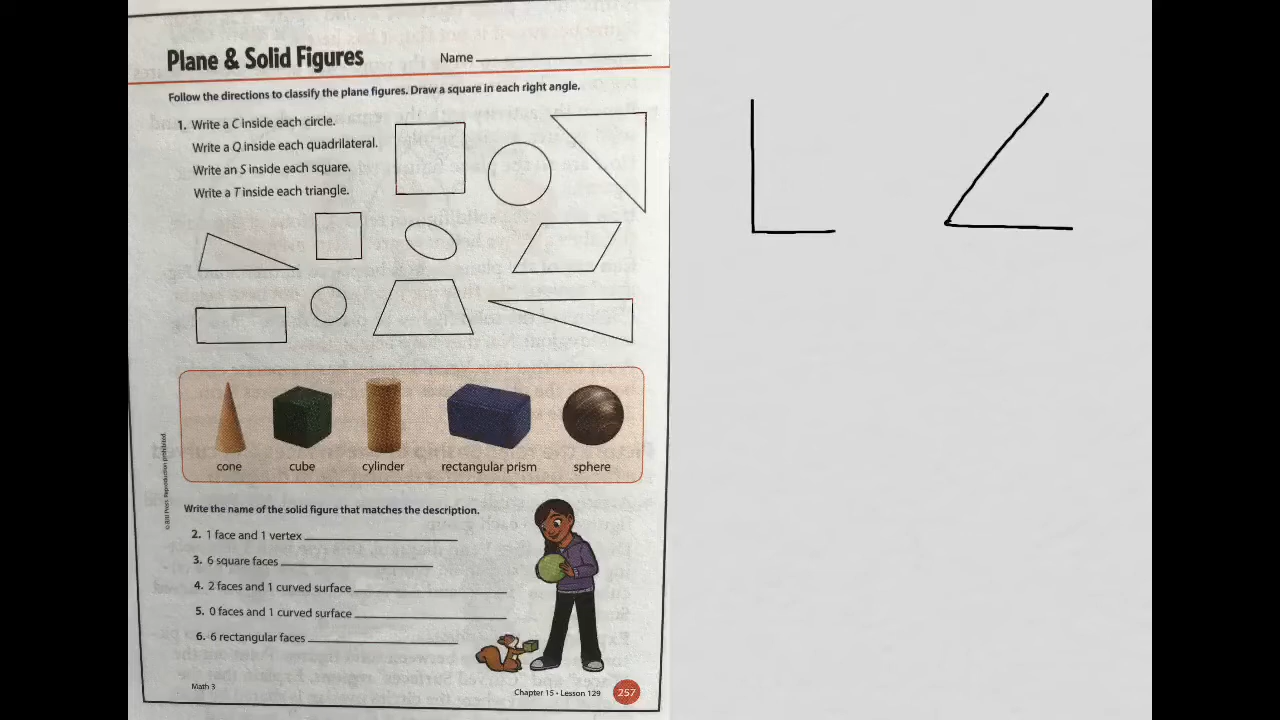 Plane & Solid Figures
Name
Follow the directions to classify the plane figures. Draw a square in each right angle.
1. Write a C inside each circle.
Write a Q inside each quadrilateral.
Write an S inside each square.
Write a T inside each triangle.
cone cube cylinder rectangular prism sphere
Write the name of the solid figure that matches the description.
2. 1 face and 1 vertex
3. 6 square faces
4. 2 faces and 1 curved surface
5. 0 faces and 1 curved surface
6. 6 rectangular faces
© BJU Press. Reproduction prohibited.
Math 3
Chapter 15 • Lesson 129 257